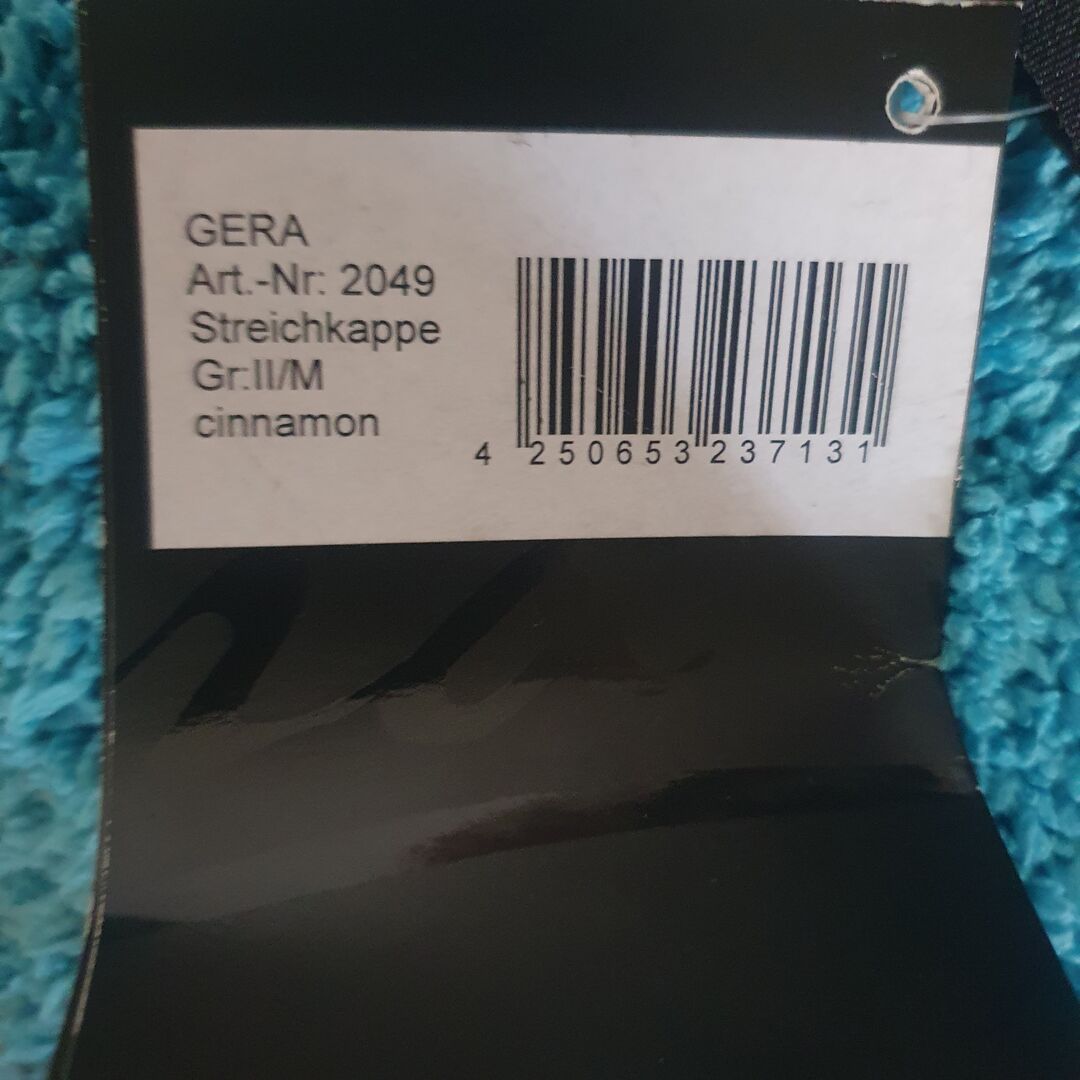 GERA
Art.-Nr: 2049
Streichkappe
Gr:II/M
cinnamon
4 250653 237131